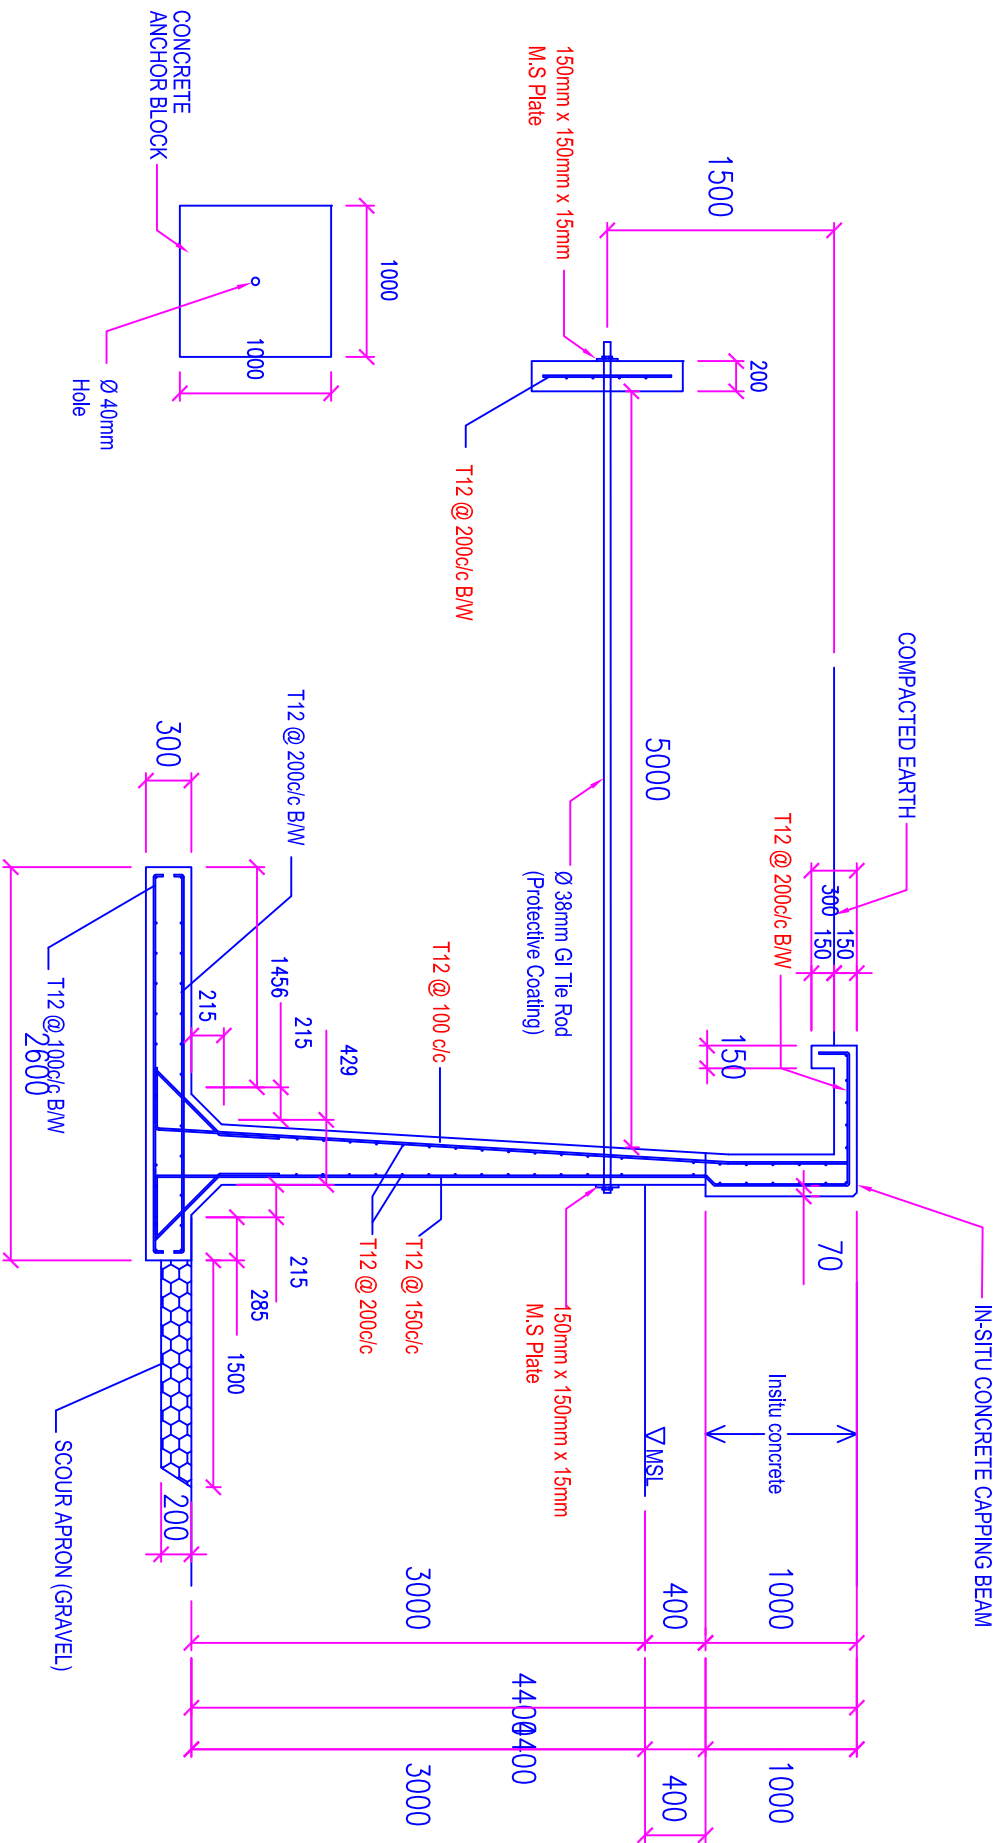 IN-SITU CONCRETE CAPPING BEAM
COMPACTED EARTH
T12 @ 200c/c B/W
300
150
150
150
70
Insitu concrete
1000
1000
1500
200
150mm x 150mm x 15mm
M.S Plate
5000
Ø 38mm GI Tie Rod
(Protective Coating)
T12 @ 200c/c B/W
MSL
400
400
150mm x 150mm x 15mm
M.S Plate
CONCRETE
ANCHOR BLOCK
1000
1000
Ø 40mm
Hole
T12 @ 100 c/c
T12 @ 150c/c
T12 @ 200c/c
3000
3000
4400
4400
T12 @ 200c/c B/W
429
215
1456
215
215
285
1500
300
200
T12 @ 100c/c B/W
2600
SCOUR APRON (GRAVEL)